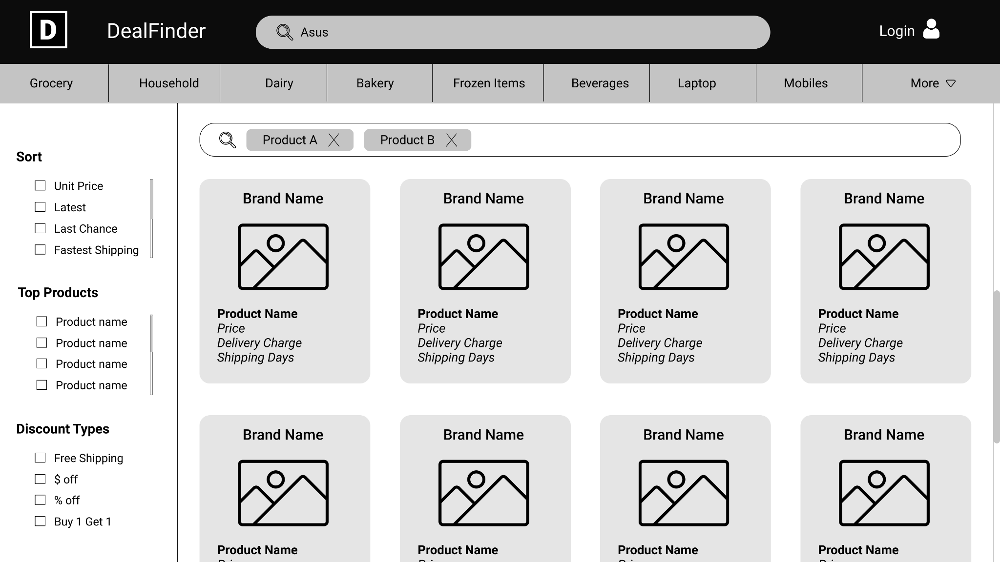 D
DealFinder
Asus
Login
Grocery
Household
Dairy
Bakery
Frozen Items
Beverages
Laptop
Mobiles
More
Sort
Unit Price
Latest
Last Chance
Fastest Shipping
Top Products
Product name
Product name
Product name
Product name
Discount Types
Free Shipping
$ off
% off
Buy 1 Get 1
Product A
Product B
Brand Name
Product Name
Price
Delivery Charge
Shipping Days
Brand Name
Product Name
Price
Delivery Charge
Shipping Days
Brand Name
Product Name
Price
Delivery Charge
Shipping Days
Brand Name
Product Name
Price
Delivery Charge
Shipping Days
Brand Name
Product Name
Brand Name
Product Name
Brand Name
Product Name
Brand Name
Product Name